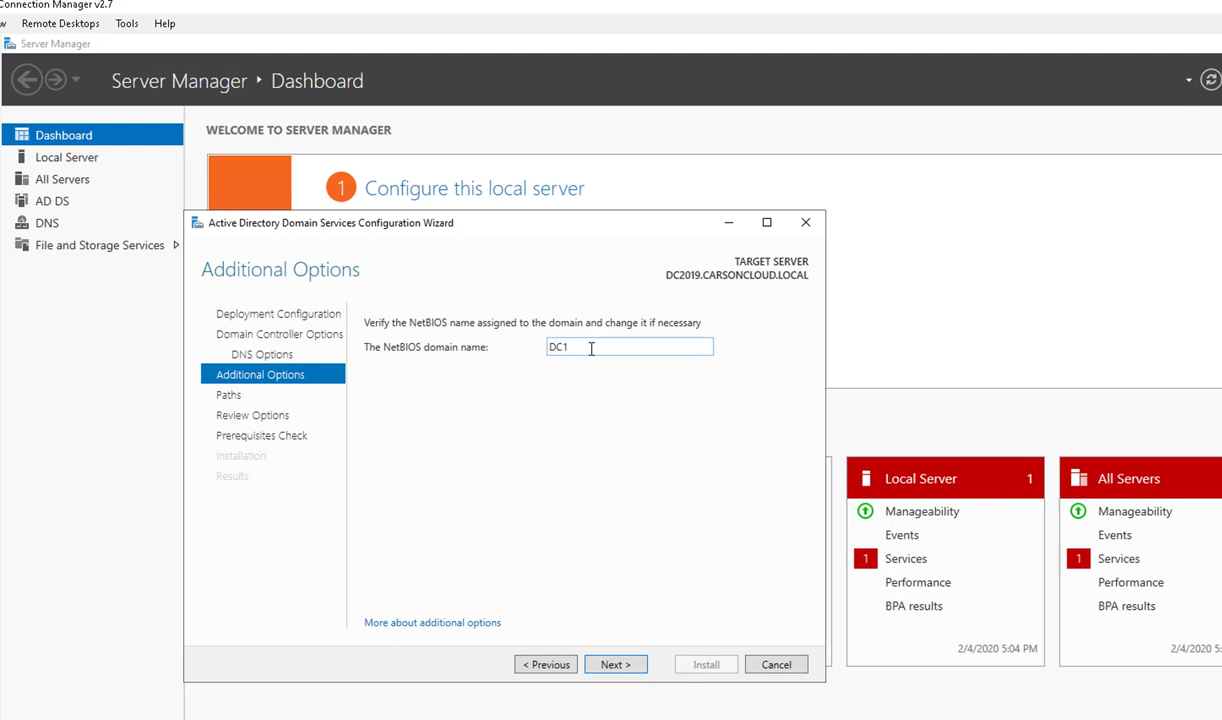 Connection Manager v2.7
Remote Desktops Tools Help
Server Manager
Server Manager Dashboard
Dashboard
Local Server
All Servers
AD DS
DNS
File and Storage Services
WELCOME TO SERVER MANAGER
1 Configure this local server
Active Directory Domain Services Configuration Wizard
Additional Options
TARGET SERVER
DC2019.CARSONCLOUD.LOCAL
Deployment Configuration
Domain Controller Options
DNS Options
Additional Options
Paths
Review Options
Prerequisites Check
Installation
Results
Verify the NetBIOS name assigned to the domain and change it if necessary
The NetBIOS domain name: DC1
More about additional options
< Previous Next > Install Cancel
Local Server 1
Manageability
Events
1 Services
Performance
BPA results
2/4/2020 5:04 PM
All Servers
Manageability
Events
1 Services
Performance
BPA results
2/4/2020 5: